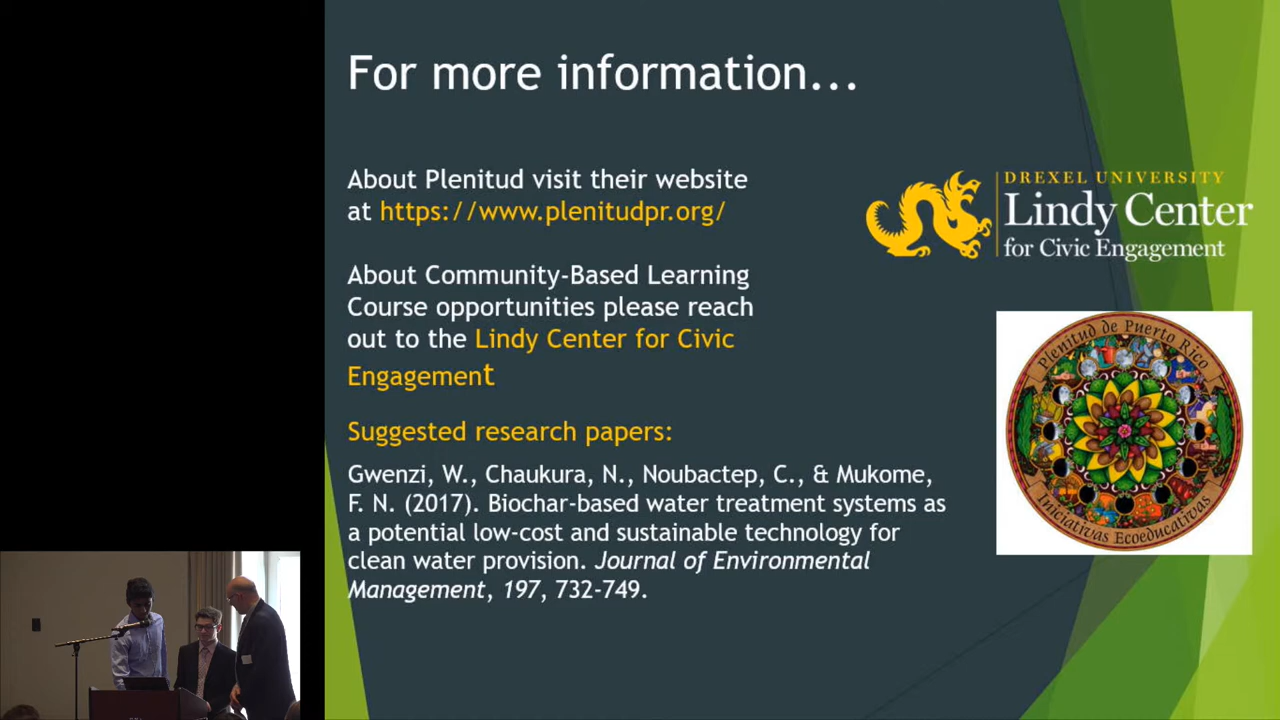 For more information...
About Plenitud visit their website
at https://www.plenitudpr.org/
About Community-Based Learning
Course opportunities please reach
out to the Lindy Center for Civic
Engagement
Suggested research papers:
Gwenzi, W., Chaukura, N., Noubactep, C., & Mukome,
F. N. (2017). Biochar-based water treatment systems as
a potential low-cost and sustainable technology for
clean water provision. Journal of Environmental
Management, 197, 732-749.
DREXEL UNIVERSITY
Lindy Center
for Civic Engagement
Plenitud de Puerto Rico
Iniciativas Ecoeducativas